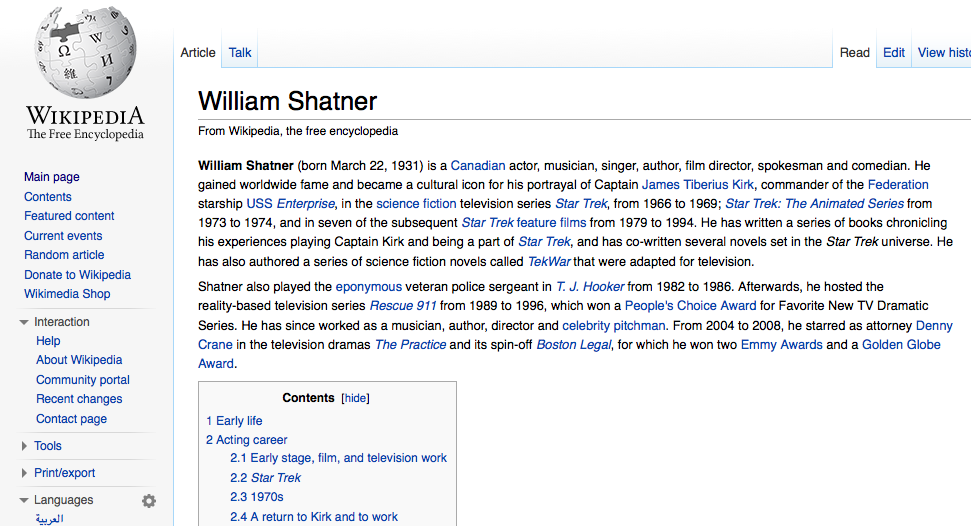 WIKIPEDIA
The Free Encyclopedia
Main page
Contents
Featured content
Current events
Random article
Donate to Wikipedia
Wikimedia Shop
Interaction
Help
About Wikipedia
Community portal
Recent changes
Contact page
Tools
Print/export
Languages
العربية
Article Talk
Read Edit View histo
William Shatner
From Wikipedia, the free encyclopedia
William Shatner (born March 22, 1931) is a Canadian actor, musician, singer, author, film director, spokesman and comedian. He
gained worldwide fame and became a cultural icon for his portrayal of Captain James Tiberius Kirk, commander of the Federation
starship USS Enterprise, in the science fiction television series Star Trek, from 1966 to 1969; Star Trek: The Animated Series from
1973 to 1974, and in seven of the subsequent Star Trek feature films from 1979 to 1994. He has written a series of books chronicling
his experiences playing Captain Kirk and being a part of Star Trek, and has co-written several novels set in the Star Trek universe. He
has also authored a series of science fiction novels called TekWar that were adapted for television.
Shatner also played the eponymous veteran police sergeant in T. J. Hooker from 1982 to 1986. Afterwards, he hosted the
reality-based television series Rescue 911 from 1989 to 1996, which won a People's Choice Award for Favorite New TV Dramatic
Series. He has since worked as a musician, author, director and celebrity pitchman. From 2004 to 2008, he starred as attorney Denny
Crane in the television dramas The Practice and its spin-off Boston Legal, for which he won two Emmy Awards and a Golden Globe
Award.
Contents [hide]
1 Early life
2 Acting career
2.1 Early stage, film, and television work
2.2 Star Trek
2.3 1970s
2.4 A return to Kirk and to work